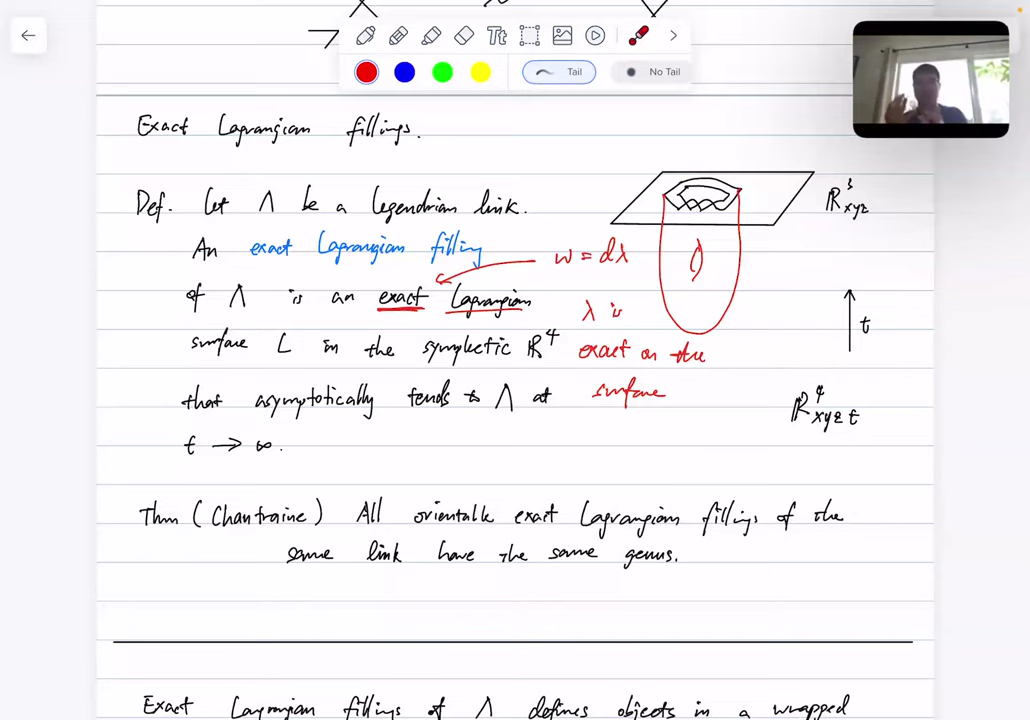 Tt
Tail
No Tail
Exact Lagrangian fillings.
Def. Let Λ be a Legendrian link.
An exact Lagrangian filling
of Λ is an exact Lagrangian
surface L in the symplectic ℝ⁴
that asymptotically tends to Λ at
t → ∞.
ω = dλ
λ is
exact on the
surface
ℝ³xyz
t
ℝ⁴xyzt
Thm (Chantraine) All orientable exact Lagrangian fillings of the
same link have the same genus.
Exact Lagrangian fillings of Λ defines objects in a wrapped